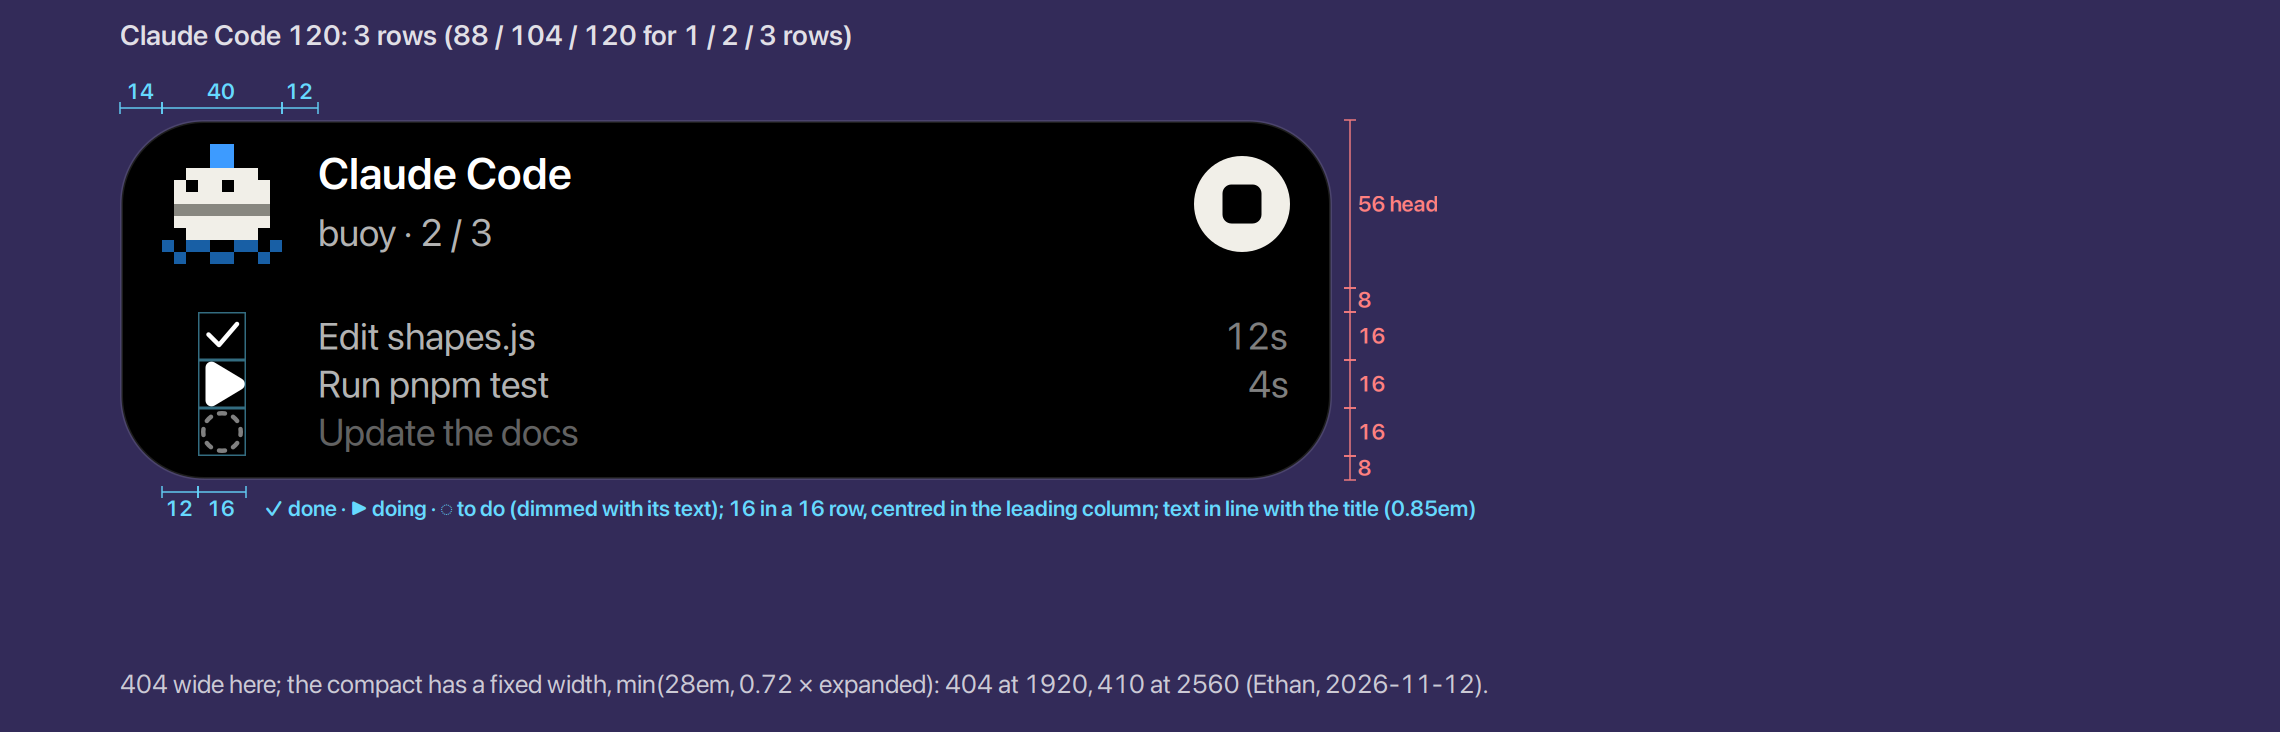 Claude Code 120: 3 rows (88 / 104 / 120 for 1 / 2 / 3 rows)
14 40 12
Claude Code
buoy · 2 / 3
56 head
8
Edit shapes.js 12s
16
Run pnpm test 4s
16
Update the docs
16
8
12 16 ✓ done · ▶ doing · ◌ to do (dimmed with its text); 16 in a 16 row, centred in the leading column; text in line with the title (0.85em)
404 wide here; the compact has a fixed width, min(28em, 0.72 × expanded): 404 at 1920, 410 at 2560 (Ethan, 2026-11-12).